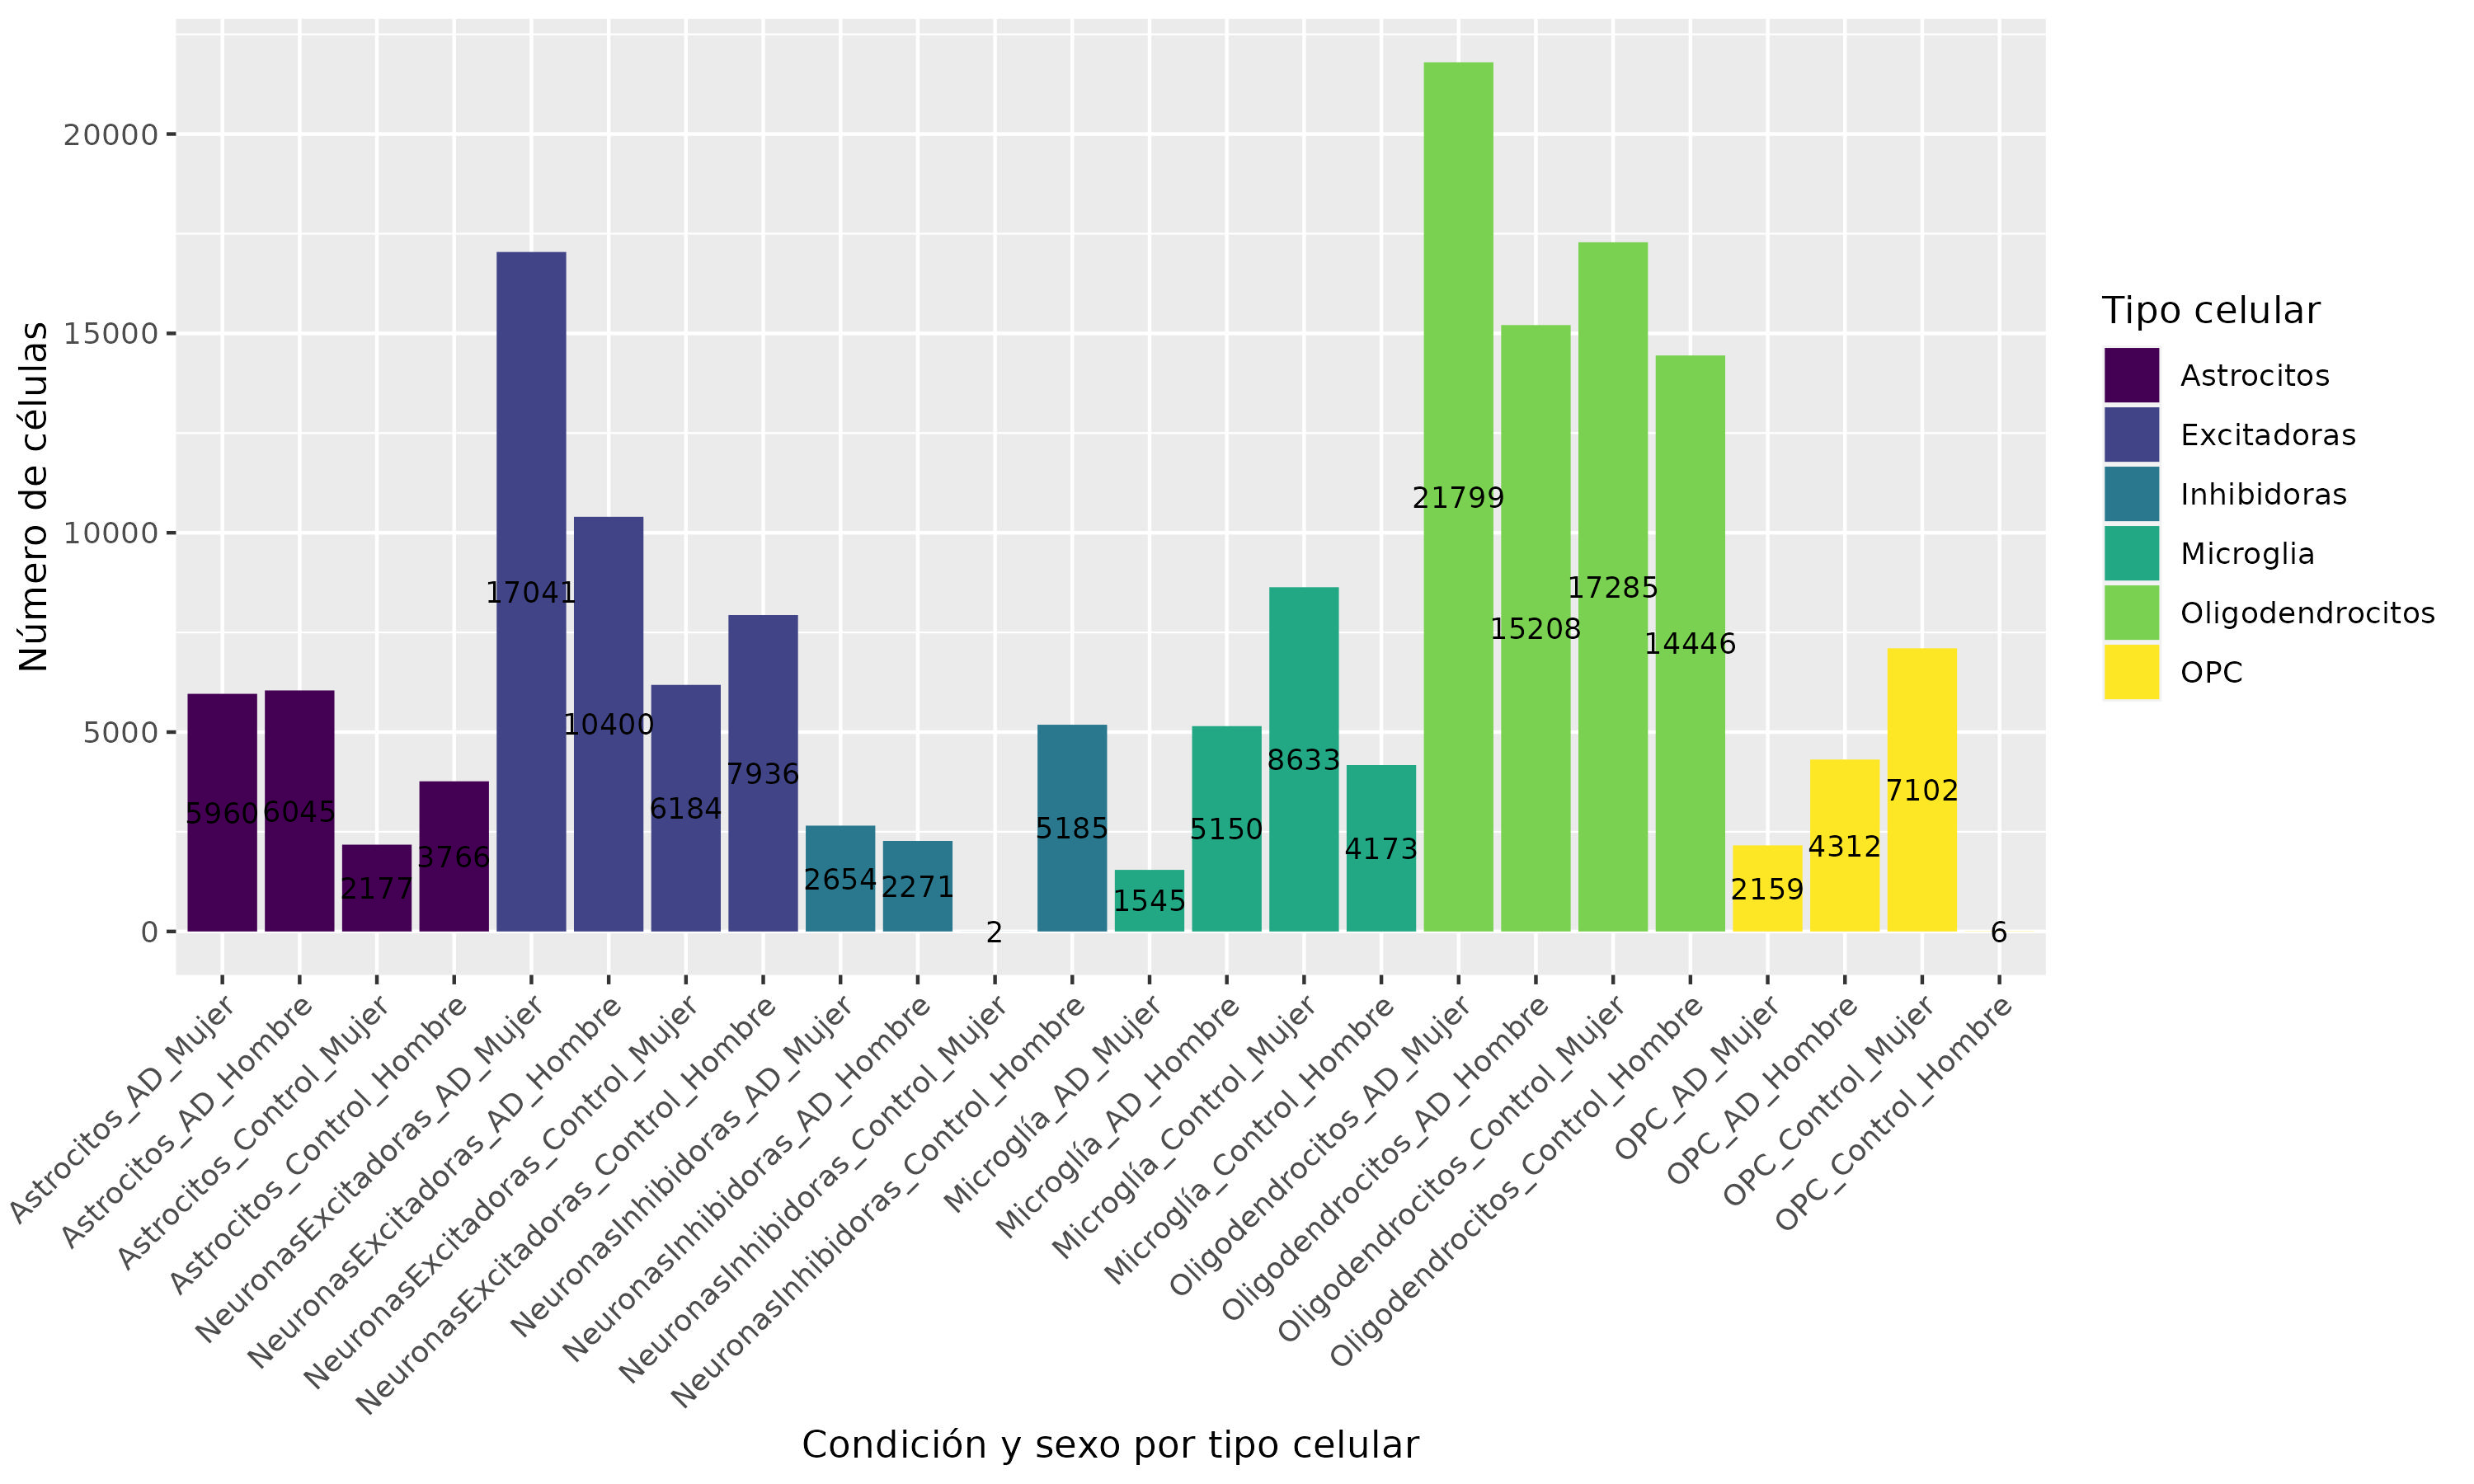 Número de células
20000
15000
10000
5000
0
5960
6045
2177
3766
17041
10400
6184
7936
2654
2271
2
5185
1545
5150
8633
4173
21799
15208
17285
14446
2159
4312
7102
6
Astrocitos_AD_Mujer
Astrocitos_AD_Hombre
Astrocitos_Control_Mujer
Astrocitos_Control_Hombre
NeuronasExcitadoras_AD_Mujer
NeuronasExcitadoras_AD_Hombre
NeuronasExcitadoras_Control_Mujer
NeuronasExcitadoras_Control_Hombre
NeuronasInhibidoras_AD_Mujer
NeuronasInhibidoras_AD_Hombre
NeuronasInhibidoras_Control_Mujer
NeuronasInhibidoras_Control_Hombre
Microglía_AD_Mujer
Microglía_AD_Hombre
Microglía_Control_Mujer
Microglía_Control_Hombre
Oligodendrocitos_AD_Mujer
Oligodendrocitos_AD_Hombre
Oligodendrocitos_Control_Mujer
Oligodendrocitos_Control_Hombre
OPC_AD_Mujer
OPC_AD_Hombre
OPC_Control_Mujer
OPC_Control_Hombre
Condición y sexo por tipo celular
Tipo celular
Astrocitos
Excitadoras
Inhibidoras
Microglia
Oligodendrocitos
OPC